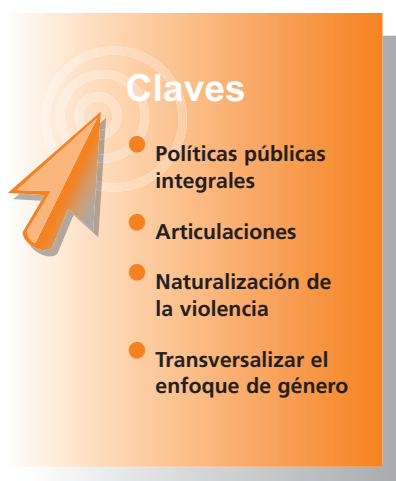 Claves
Políticas públicas
integrales
Articulaciones
Naturalización de
la violencia
Transversalizar el
enfoque de género